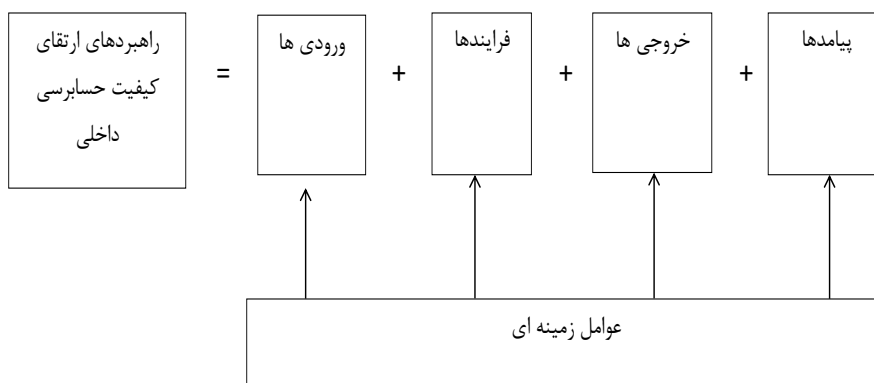 راهبردهای ارتقای
کیفیت حسابرسی
داخلی
=
ورودی ها
+
فرایندها
+
خروجی ها
+
پیامدها
عوامل زمینه ای